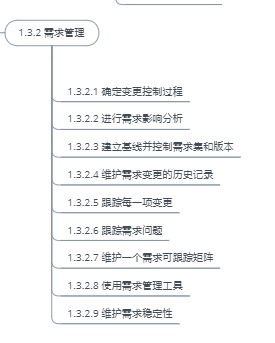 1.3.2 需求管理
1.3.2.1 确定变更控制过程
1.3.2.2 进行需求影响分析
1.3.2.3 建立基线并控制需求集和版本
1.3.2.4 维护需求变更的历史记录
1.3.2.5 跟踪每一项变更
1.3.2.6 跟踪需求问题
1.3.2.7 维护一个需求可跟踪矩阵
1.3.2.8 使用需求管理工具
1.3.2.9 维护需求稳定性